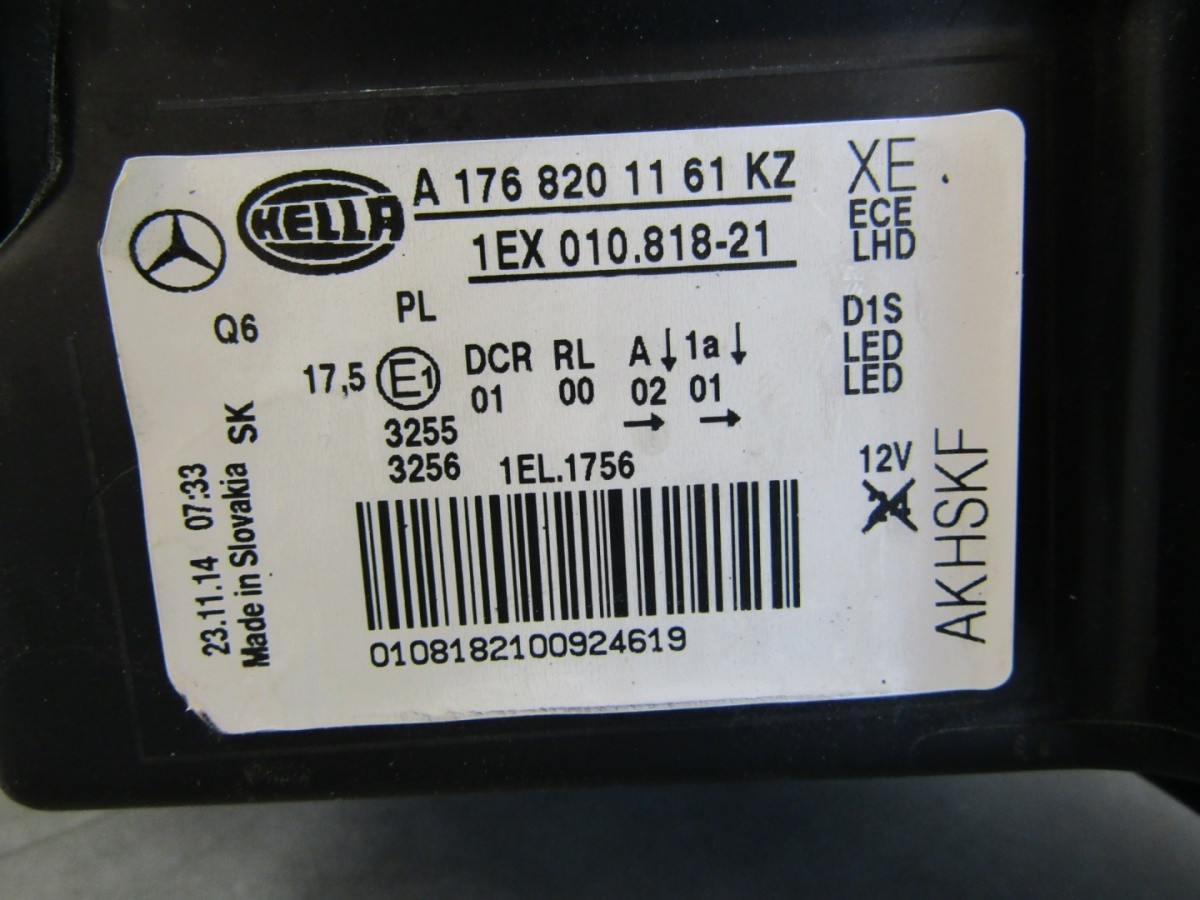 HELLA
A 176 820 11 61 KZ
1EX 010.818-21
XE
ECE
LHD
Q6
PL
17,5 E1 DCR RL A↓ 1a↓
01 00 02 01
→ →
3255
3256 1EL.1756
D1S
LED
LED
12V
AKHSKF
23.11.14 07:33
Made in Slovakia SK
0108182100924619